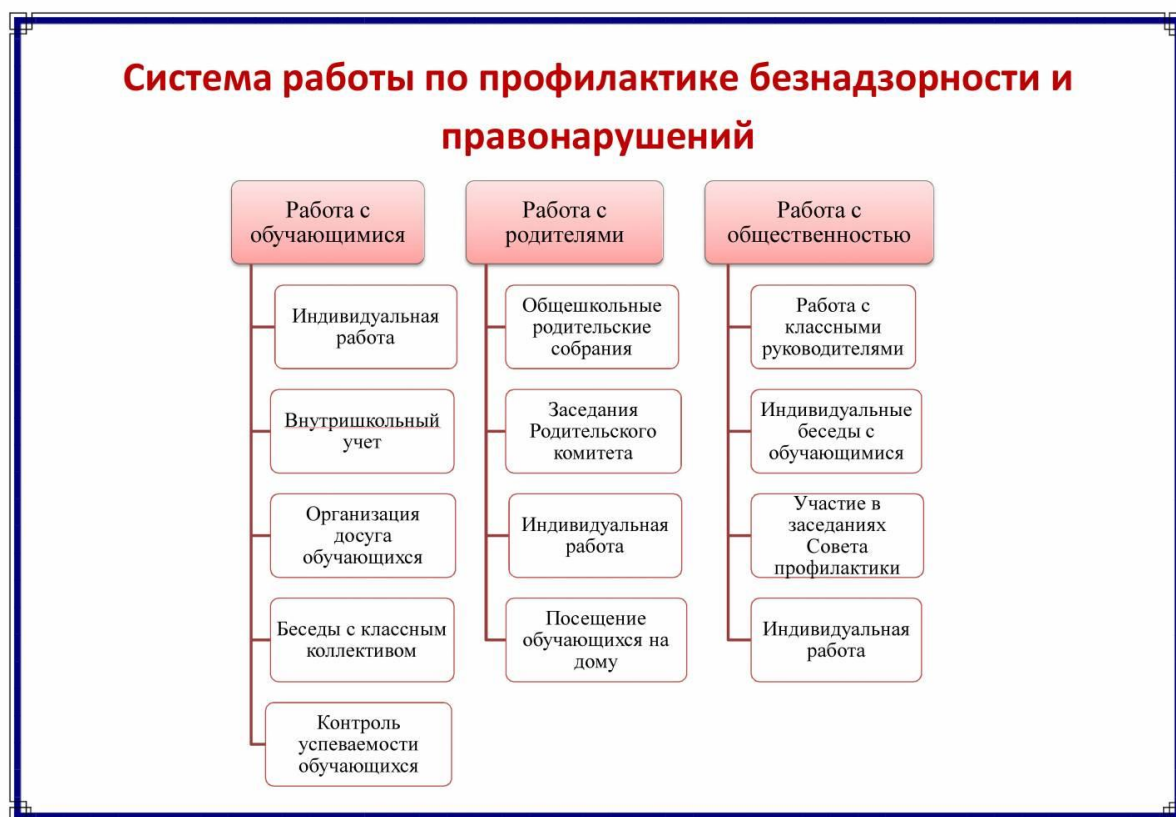 Система работы по профилактике безнадзорности и
правонарушений
Работа с
обучающимися
Индивидуальная
работа
Внутришкольный
учет
Организация
досуга
обучающихся
Беседы с классным
коллективом
Контроль
успеваемости
обучающихся
Работа с
родителями
Общешкольные
родительские
собрания
Заседания
Родительского
комитета
Индивидуальная
работа
Посещение
обучающихся на
дому
Работа с
общественностью
Работа с
классными
руководителями
Индивидуальные
беседы с
обучающимися
Участие в
заседаниях
Совета
профилактики
Индивидуальная
работа